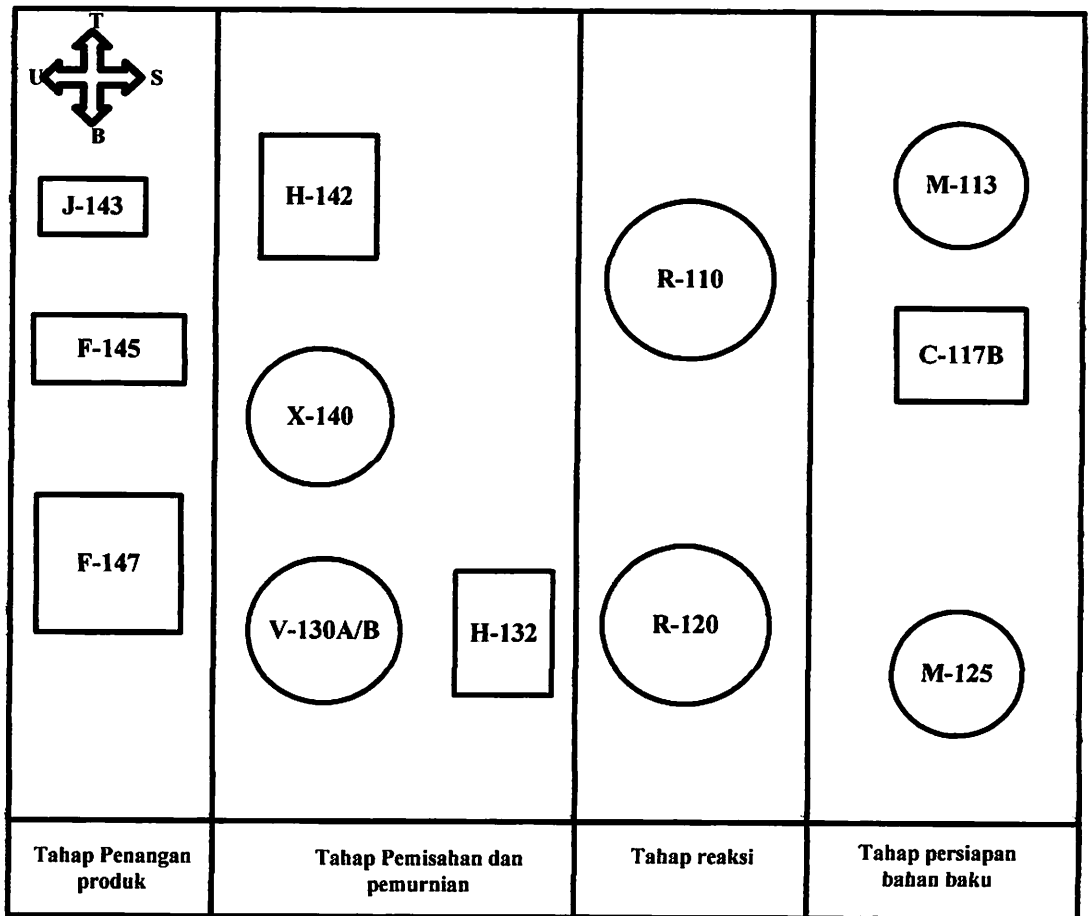 T
U S
B
J-143
F-145
F-147
H-142
X-140
V-130A/B
H-132
R-110
R-120
M-113
C-117B
M-125
Tahap Penangan
produk
Tahap Pemisahan dan
pemurnian
Tahap reaksi
Tahap persiapan
bahan baku